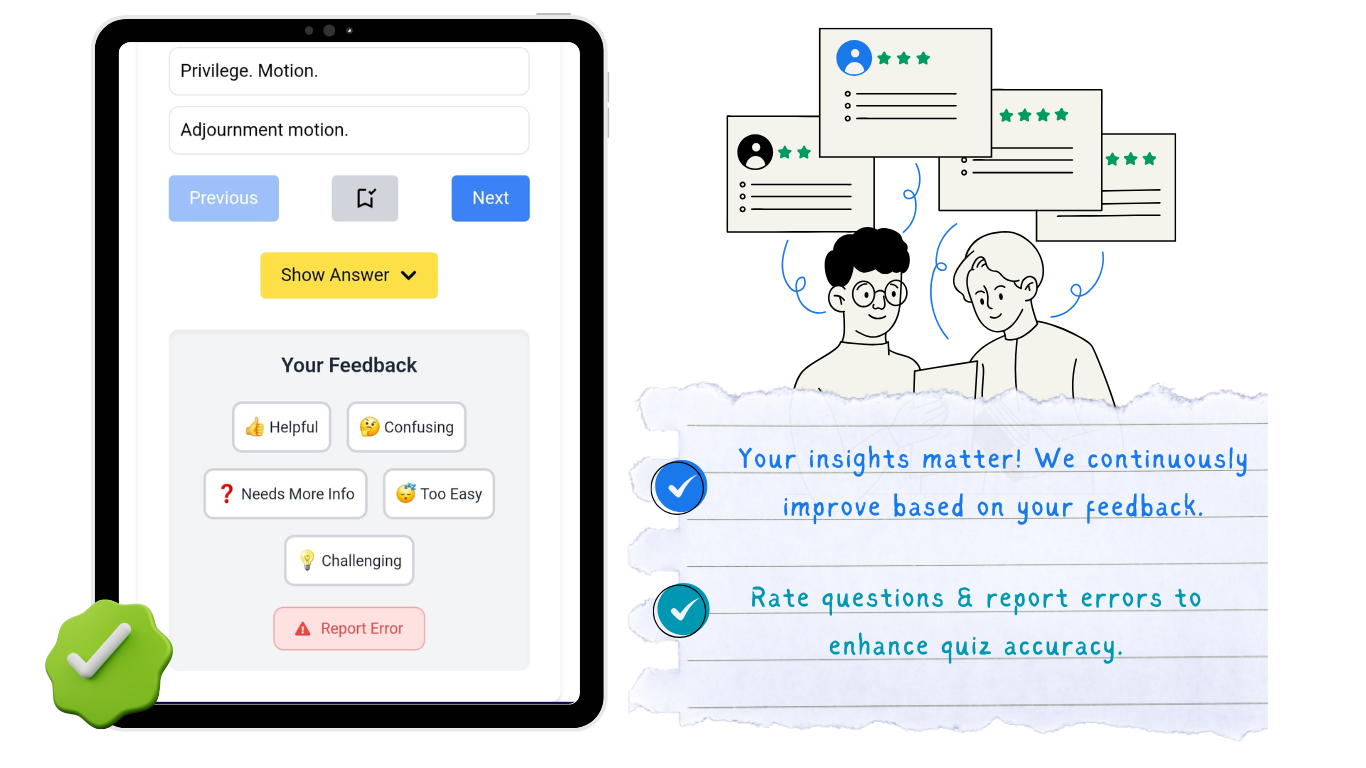 Privilege. Motion.
Adjournment motion.
Previous
Next
Show Answer
Your Feedback
👍 Helpful
🤔 Confusing
❓ Needs More Info
😴 Too Easy
💡 Challenging
Report Error
Your insights matter! We continuously
improve based on your feedback.
Rate questions & report errors to
enhance quiz accuracy.